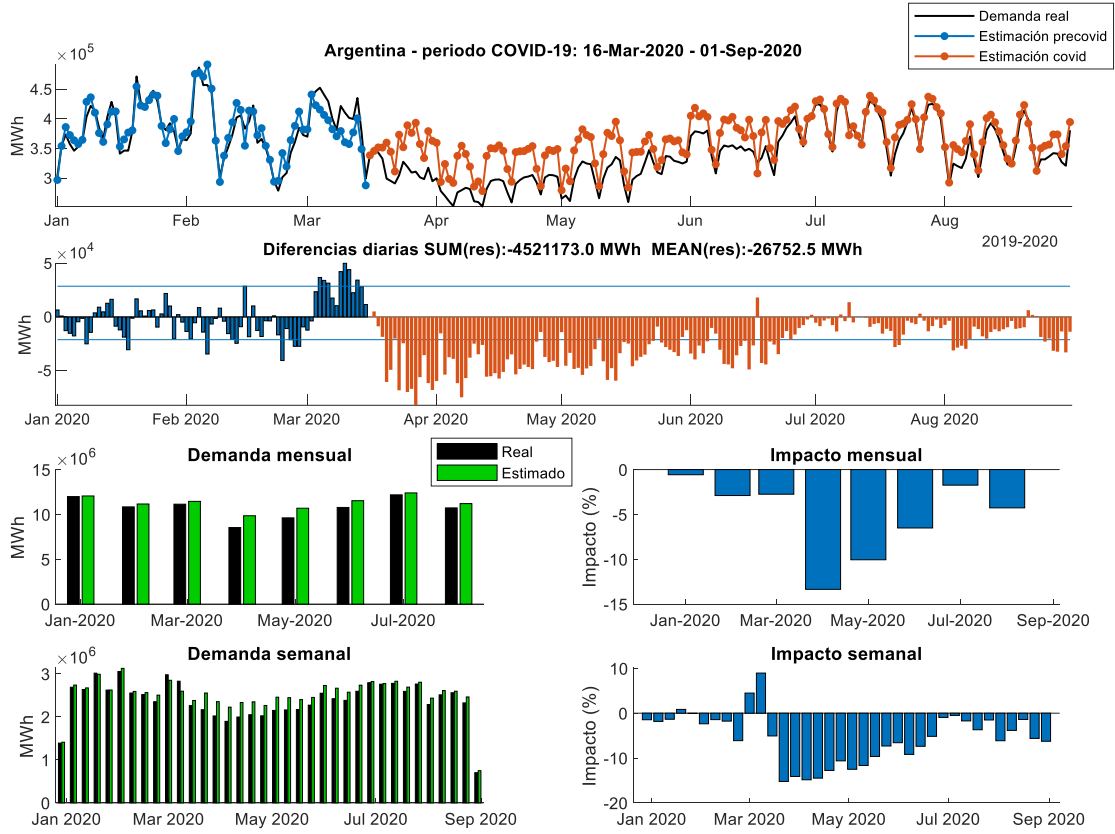 Demanda real
Estimación precovid
Estimación covid
Argentina - periodo COVID-19: 16-Mar-2020 - 01-Sep-2020
×10^5
MWh
4.5
4
3.5
3
Jan Feb Mar Apr May Jun Jul Aug
2019-2020
Diferencias diarias SUM(res):-4521173.0 MWh MEAN(res):-26752.5 MWh
×10^4
MWh
5
0
-5
Jan 2020 Feb 2020 Mar 2020 Apr 2020 May 2020 Jun 2020 Jul 2020 Aug 2020
Demanda mensual
Real
Estimado
×10^6
MWh
15
10
5
0
Jan-2020 Mar-2020 May-2020 Jul-2020
Impacto mensual
Impacto (%)
0
-5
-10
-15
Jan-2020 Mar-2020 May-2020 Jul-2020 Sep-2020
Demanda semanal
×10^6
MWh
3
2
1
0
Jan 2020 Mar 2020 May 2020 Jul 2020 Sep 2020
Impacto semanal
Impacto (%)
10
0
-10
-20
Jan 2020 Mar 2020 May 2020 Jul 2020 Sep 2020